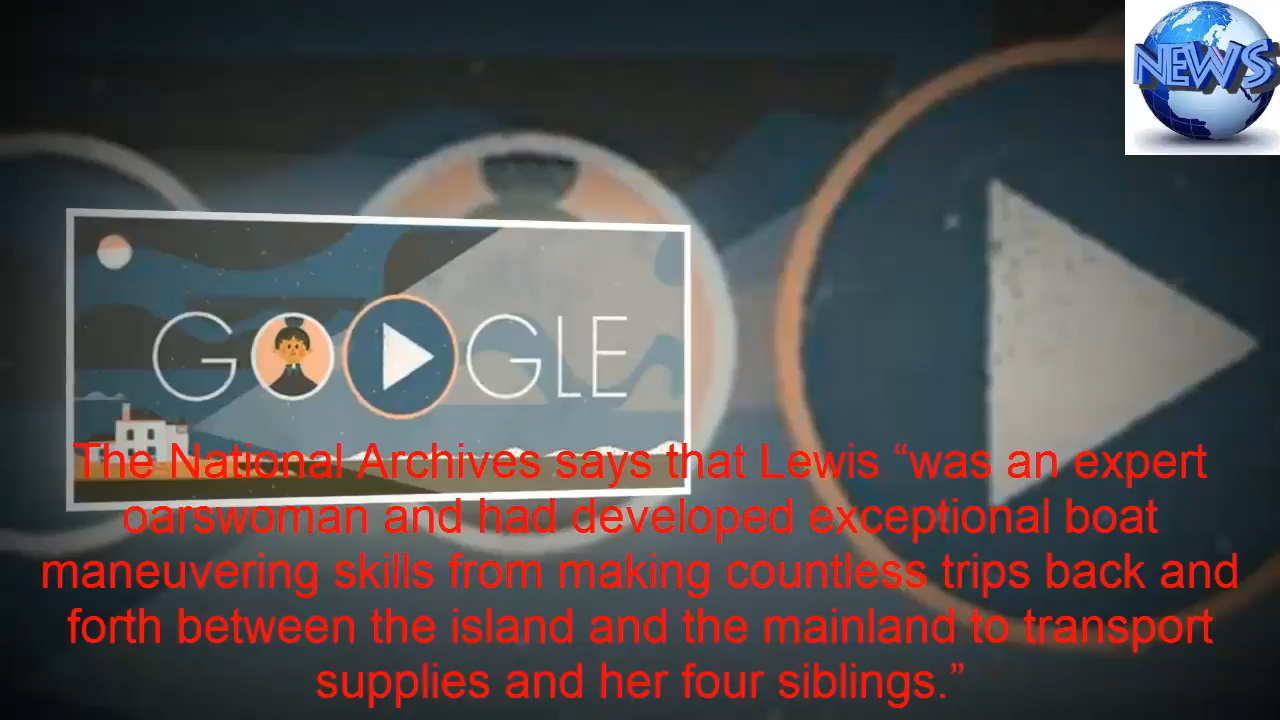 NEWS
GOOGLE
The National Archives says that Lewis “was an expert
oarswoman and had developed exceptional boat
maneuvering skills from making countless trips back and
forth between the island and the mainland to transport
supplies and her four siblings.”